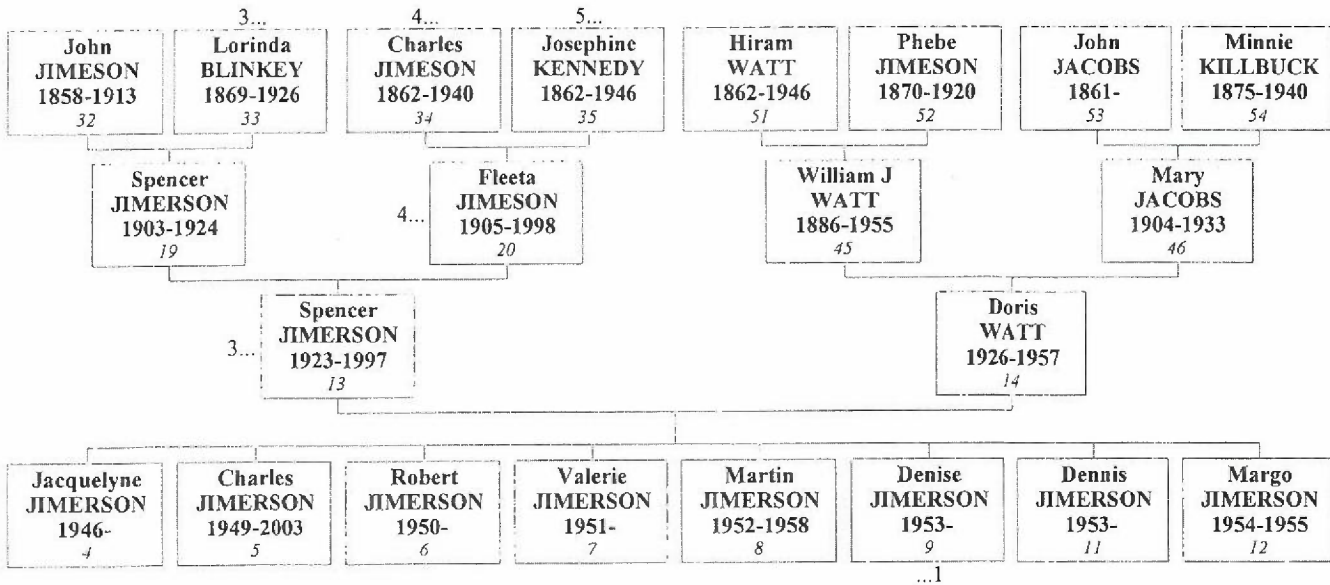 3...
4...
5...
John
JIMESON
1858-1913
32
Lorinda
BLINKEY
1869-1926
33
Charles
JIMESON
1862-1940
34
Josephine
KENNEDY
1862-1946
35
Hiram
WATT
1862-1946
51
Phebe
JIMESON
1870-1920
52
John
JACOBS
1861-
53
Minnie
KILLBUCK
1875-1940
54
Spencer
JIMERSON
1903-1924
19
4...
Fleeta
JIMESON
1905-1998
20
William J
WATT
1886-1955
45
Mary
JACOBS
1904-1933
46
3...
Spencer
JIMERSON
1923-1997
13
Doris
WATT
1926-1957
14
Jacquelyne
JIMERSON
1946-
4
Charles
JIMERSON
1949-2003
5
Robert
JIMERSON
1950-
6
Valerie
JIMERSON
1951-
7
Martin
JIMERSON
1952-1958
8
Denise
JIMERSON
1953-
9
Dennis
JIMERSON
1953-
11
Margo
JIMERSON
1954-1955
12
...1